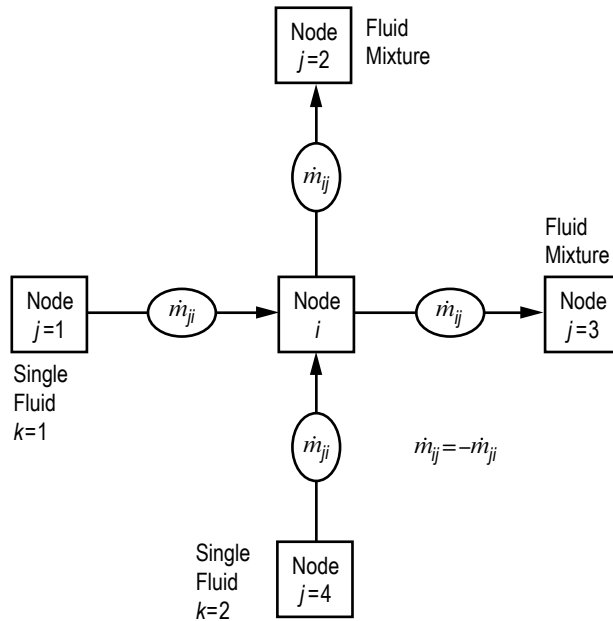 Node
j=2
Fluid
Mixture
ṁij
Fluid
Mixture
Node
j=1
ṁji
Node
i
ṁij
Node
j=3
Single
Fluid
k=1
ṁji
ṁij=−ṁji
Single
Fluid
k=2
Node
j=4